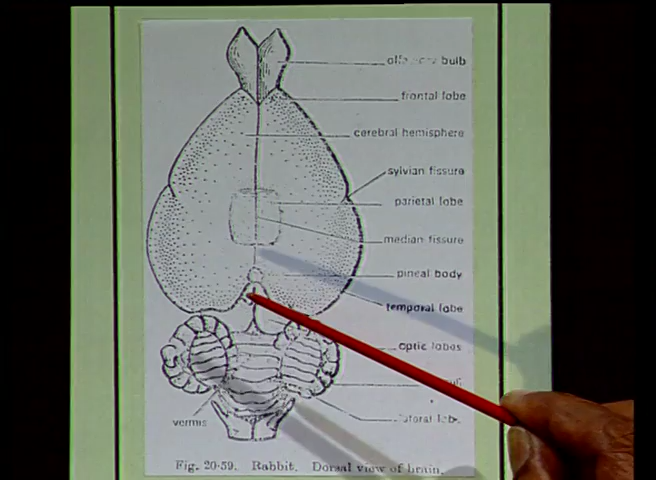 bulb
frontal lobe
cerebral hemisphere
sylvian fissure
parietal lobe
median fissure
pineal body
temporal lobe
optic lobes
vermis
Fig. 20-59. Rabbit. Dorsal view of brain.